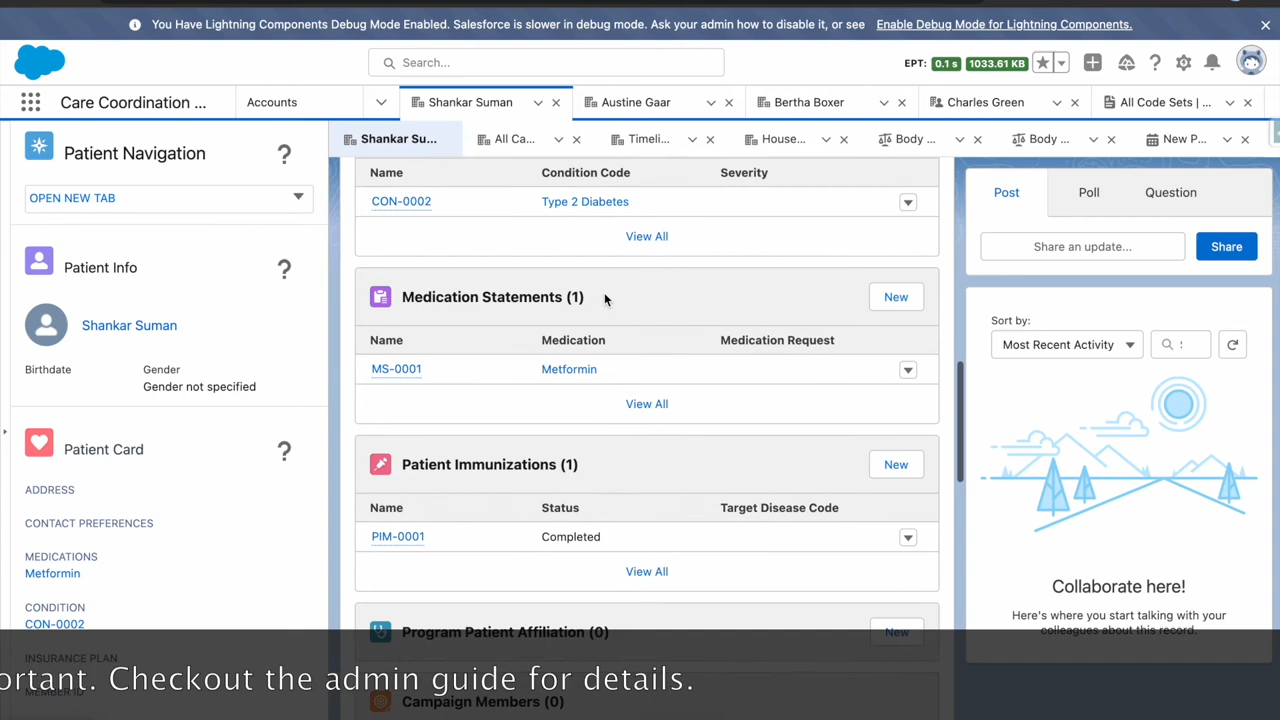 You Have Lightning Components Debug Mode Enabled. Salesforce is slower in debug mode. Ask your admin how to disable it, or see Enable Debug Mode for Lightning Components.
Search...
EPT: 0.1 s 1033.61 KB
Care Coordination ...
Accounts
Shankar Suman
Austine Gaar
Bertha Boxer
Charles Green
All Code Sets | ...
Shankar Su...
All Ca...
Timeli...
House...
Body ...
Body ...
New P...
Patient Navigation
OPEN NEW TAB
Patient Info
Shankar Suman
Birthdate Gender
Gender not specified
Patient Card
ADDRESS
CONTACT PREFERENCES
MEDICATIONS
Metformin
CONDITION
CON-0002
INSURANCE PLAN
MEMBER ID
Name Condition Code Severity
CON-0002 Type 2 Diabetes
View All
Medication Statements (1) New
Name Medication Medication Request
MS-0001 Metformin
View All
Patient Immunizations (1) New
Name Status Target Disease Code
PIM-0001 Completed
View All
Program Patient Affiliation (0) New
Campaign Members (0)
Post Poll Question
Share an update... Share
Sort by:
Most Recent Activity
Collaborate here!
Here's where you start talking with your
colleagues about this record.
ortant. Checkout the admin guide for details.